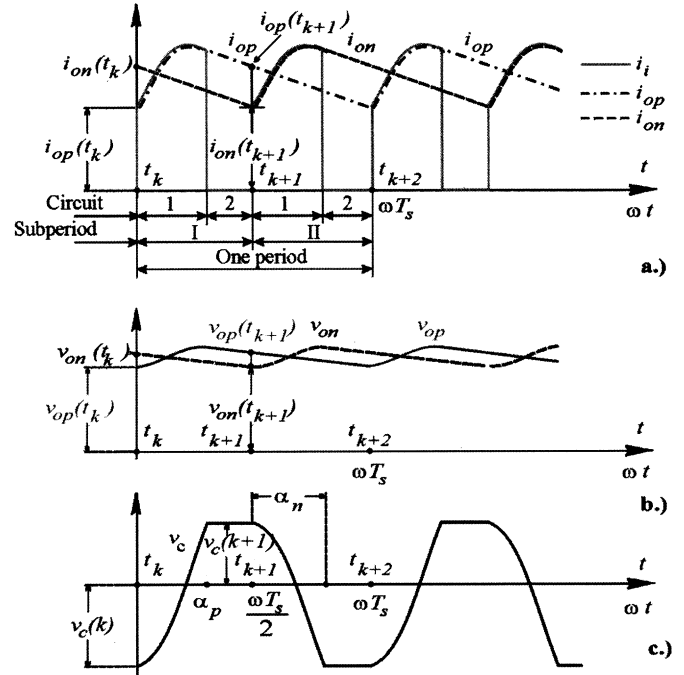 i_op(t_k+1)
i_op i_on i_op
i_on(t_k)
i_i
i_op
i_on
i_op(t_k) i_on(t_k+1)
t_k t_k+1 t_k+2 t
Circuit 1 2 1 2 ωT_s ωt
Subperiod I II
One period
a.)
v_op(t_k+1) v_on v_op
v_on(t_k)
v_op(t_k) v_on(t_k+1)
t_k t_k+1 t_k+2 t
ωT_s ωt
b.)
α_n
v_c v_c(k+1)
t_k t_k+1 t_k+2 t
v_c(k) α_p ωT_s/2 ωT_s ωt
c.)